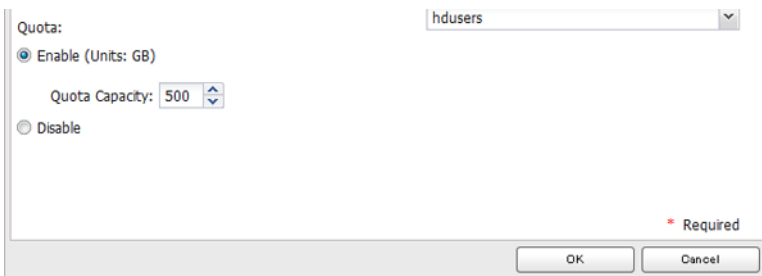 hdusers
Quota:
Enable (Units: GB)
Quota Capacity: 500
Disable
* Required
OK Cancel